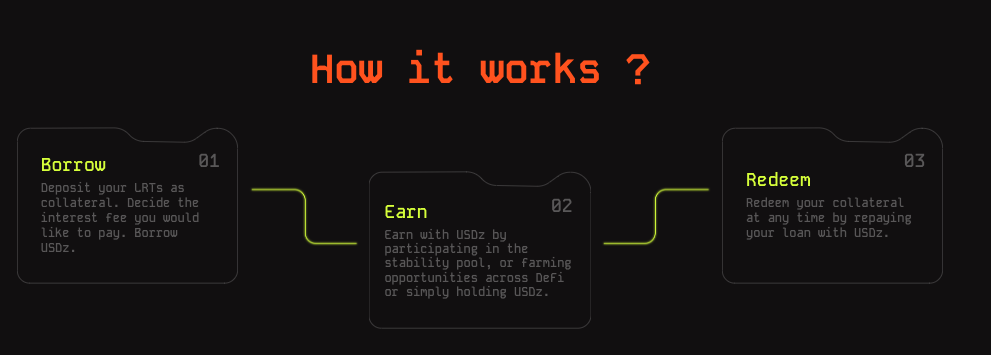 How it works ?
01
Borrow
Deposit your LRTs as
collateral. Decide the
interest fee you would
like to pay. Borrow
USDz.
02
Earn
Earn with USDz by
participating in the
stability pool, or farming
opportunities across DeFi
or simply holding USDz.
03
Redeem
Redeem your collateral
at any time by repaying
your loan with USDz.